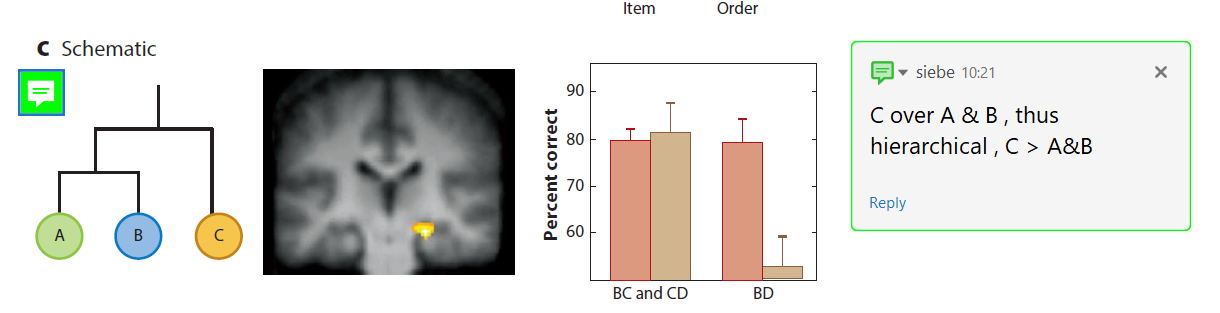 Item Order
C Schematic
A B C
Percent correct
90
80
70
60
BC and CD BD
siebe 10:21
C over A & B , thus
hierarchical , C > A&B
Reply